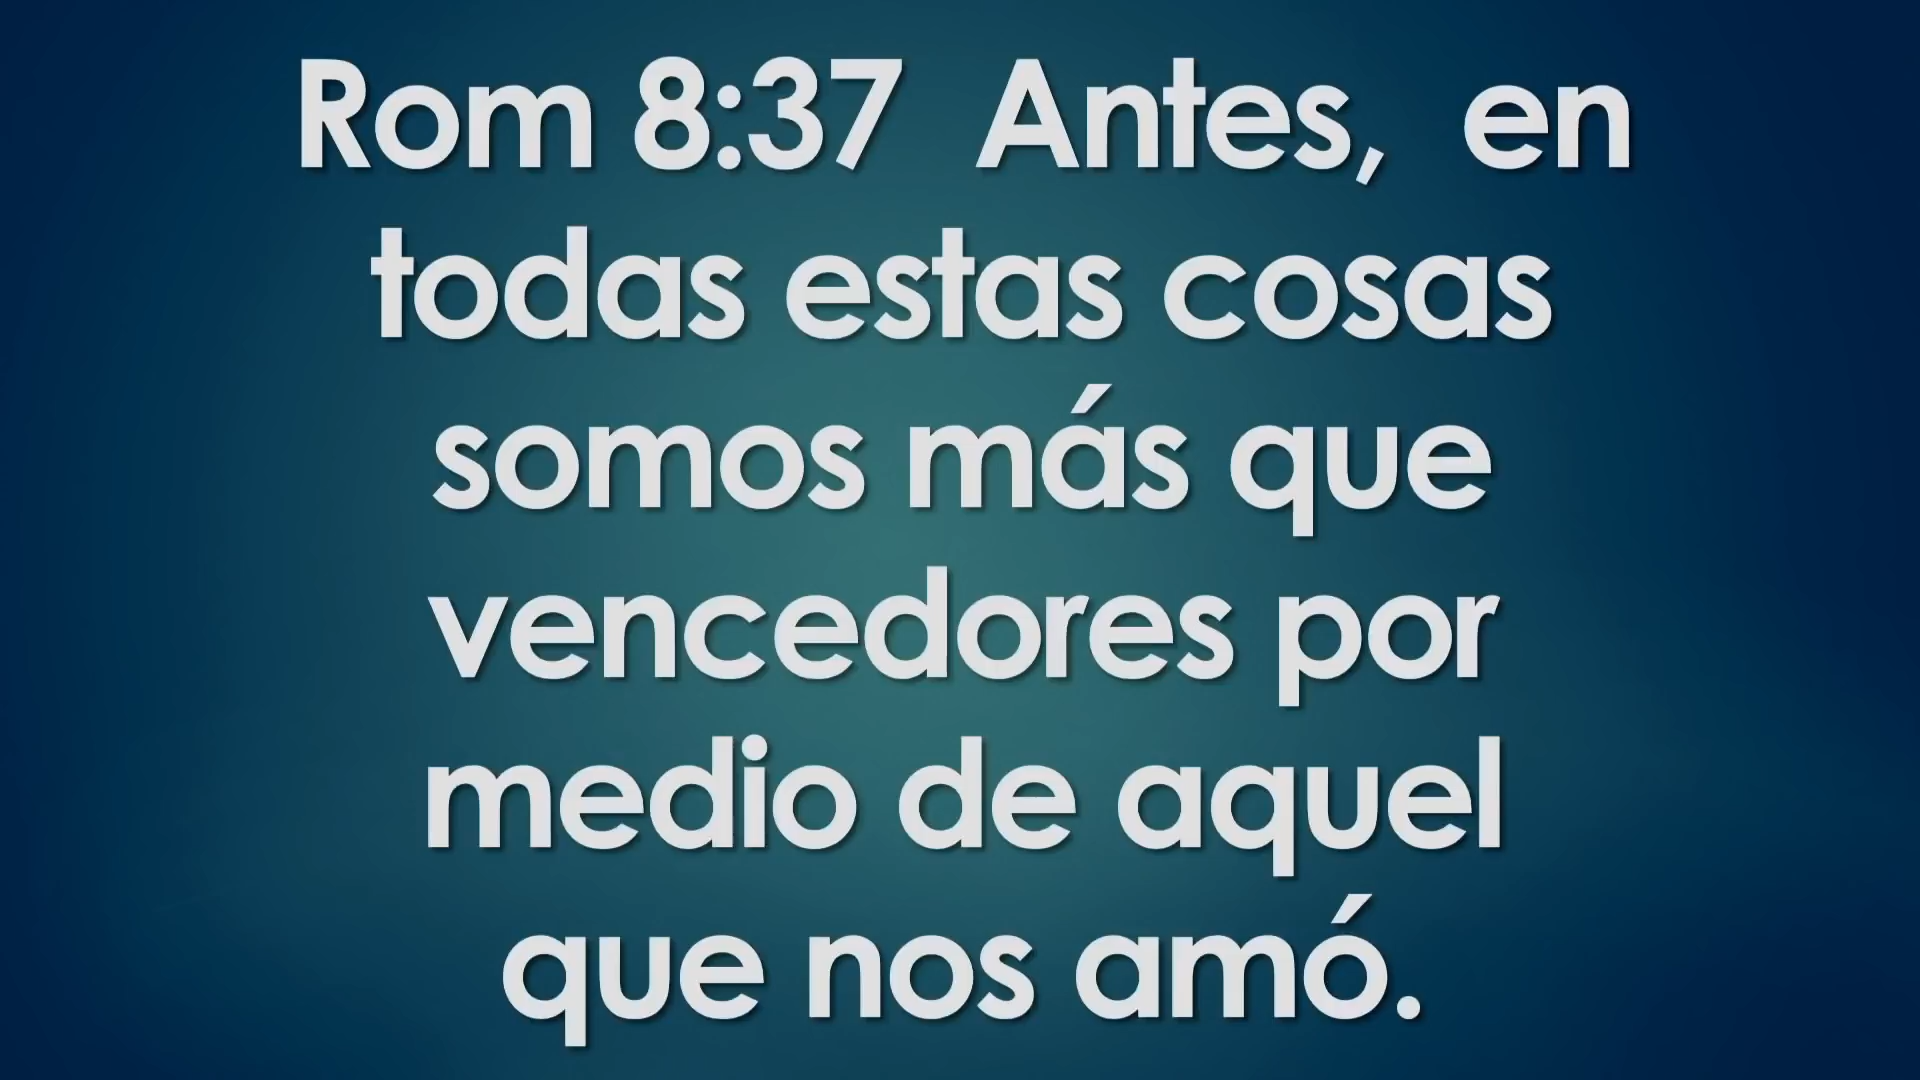 Rom 8:37  Antes,  en
todas estas cosas
somos más que
vencedores por
medio de aquel
que nos amó.